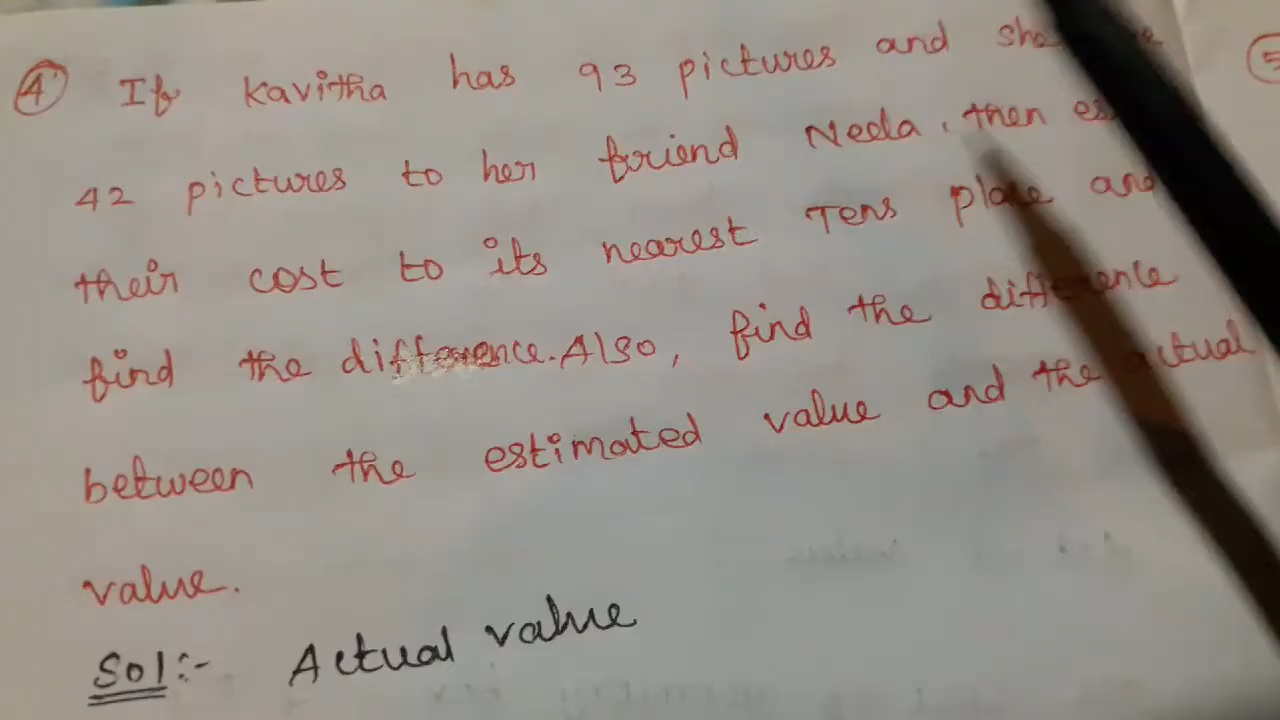 4 If Kavitha has 93 pictures and she
42 pictures to her friend Neda, then
their cost to its nearest Tens place and
find the difference. Also, find the difference
between the estimated value and the actual
value.
Sol:- Actual value